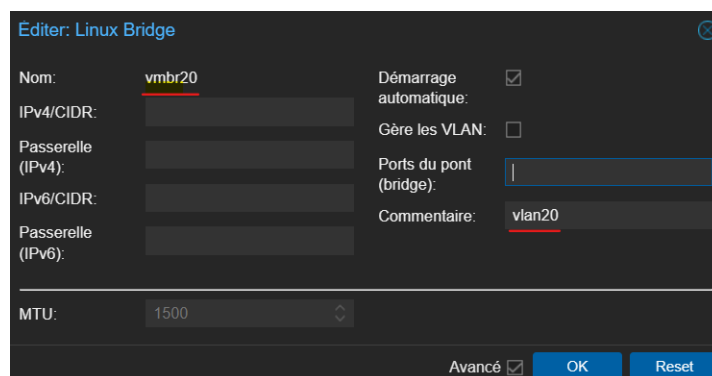 Éditer: Linux Bridge
Nom: vmbr20
IPv4/CIDR:
Passerelle
(IPv4):
IPv6/CIDR:
Passerelle
(IPv6):
Démarrage
automatique:
Gère les VLAN:
Ports du pont
(bridge):
Commentaire: vlan20
MTU: 1500
Avancé OK Reset